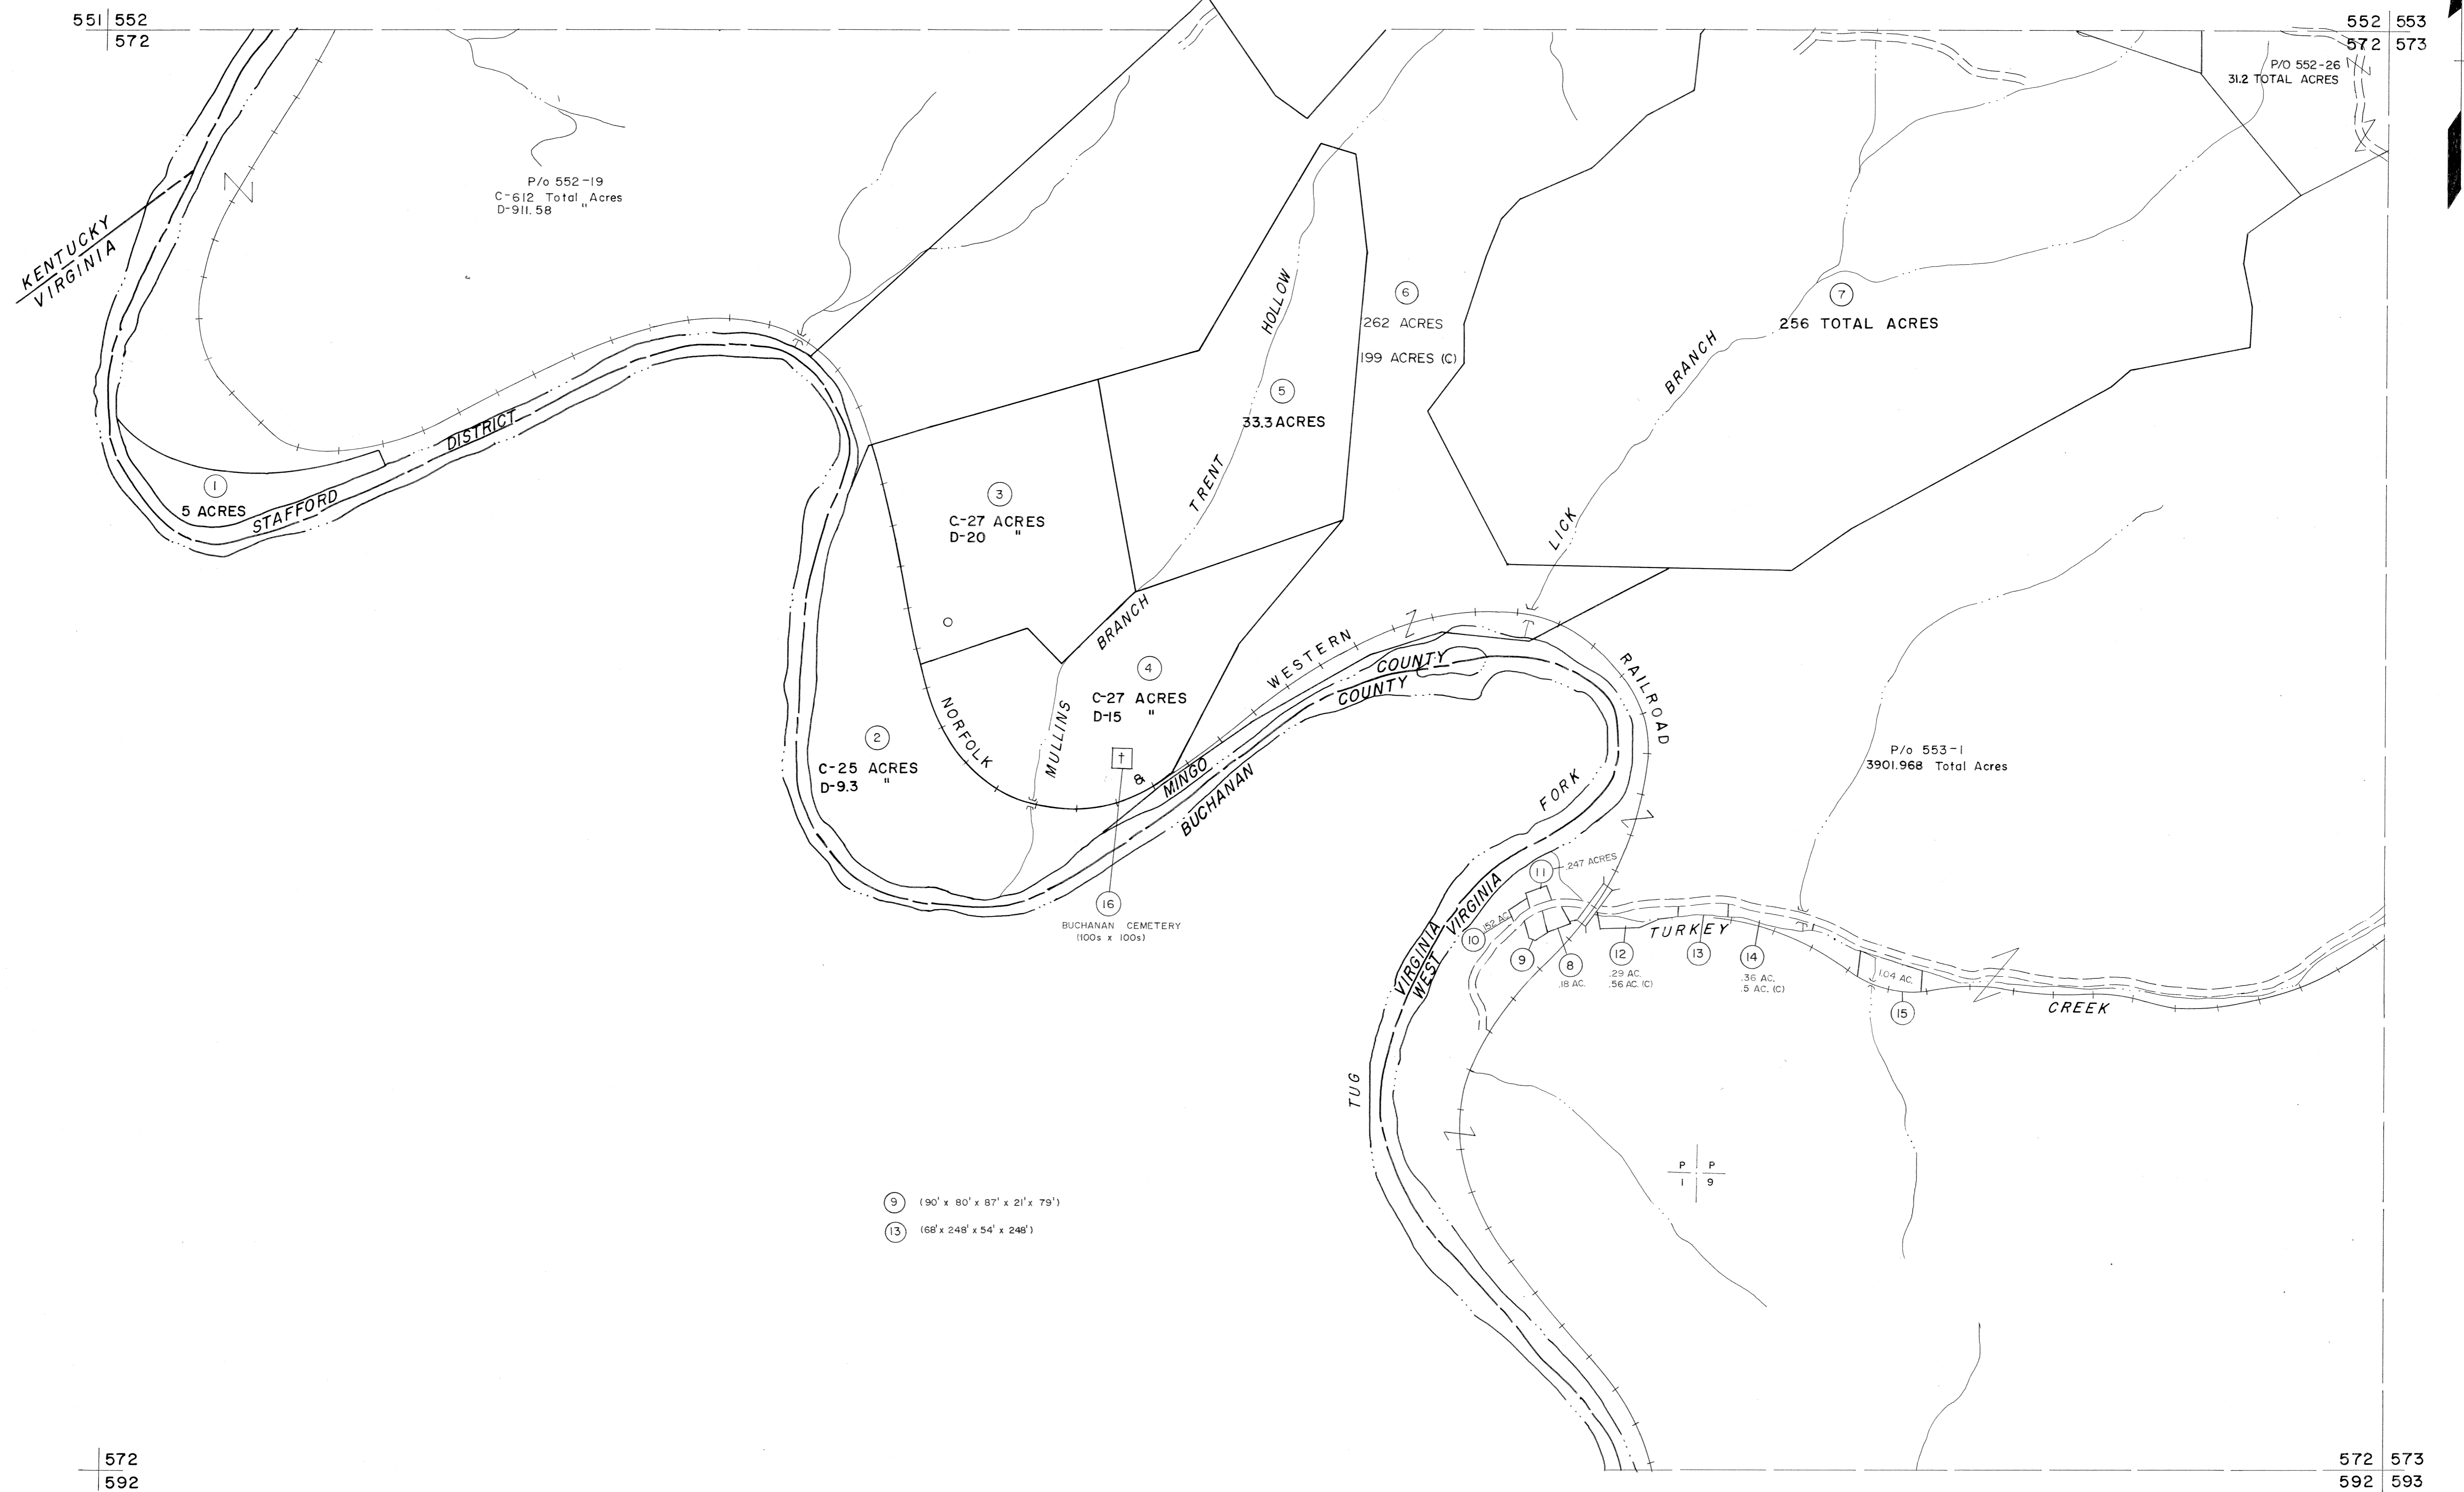 551 552
572
552 553
572 573
P/O 552-26
31.2 TOTAL ACRES
P/o 552-19
C-612 Total Acres
D-911.58 "
KENTUCKY
VIRGINIA
6
262 ACRES
199 ACRES (C)
7
256 TOTAL ACRES
TRENT HOLLOW
LICK BRANCH
5
33.3 ACRES
STAFFORD DISTRICT
1
5 ACRES
3
C-27 ACRES
D-20 "
MULLINS BRANCH
4
C-27 ACRES
D-15 "
2
C-25 ACRES
D-9.3 "
NORFOLK & WESTERN RAILROAD
MINGO COUNTY
BUCHANAN COUNTY
P/o 553-1
3901.968 Total Acres
TUG FORK
VIRGINIA
WEST VIRGINIA
16
BUCHANAN CEMETERY
(100s x 100s)
11
.247 ACRES
.152 AC.
10
9
8
.18 AC.
12
.29 AC.
.56 AC. (C)
13
14
.36 AC.
.5 AC. (C)
1.04 AC.
15
TURKEY CREEK
P P
1 9
9 (90' x 80' x 87' x 21' x 79')
13 (68' x 248' x 54' x 248')
572
592
572 573
592 593